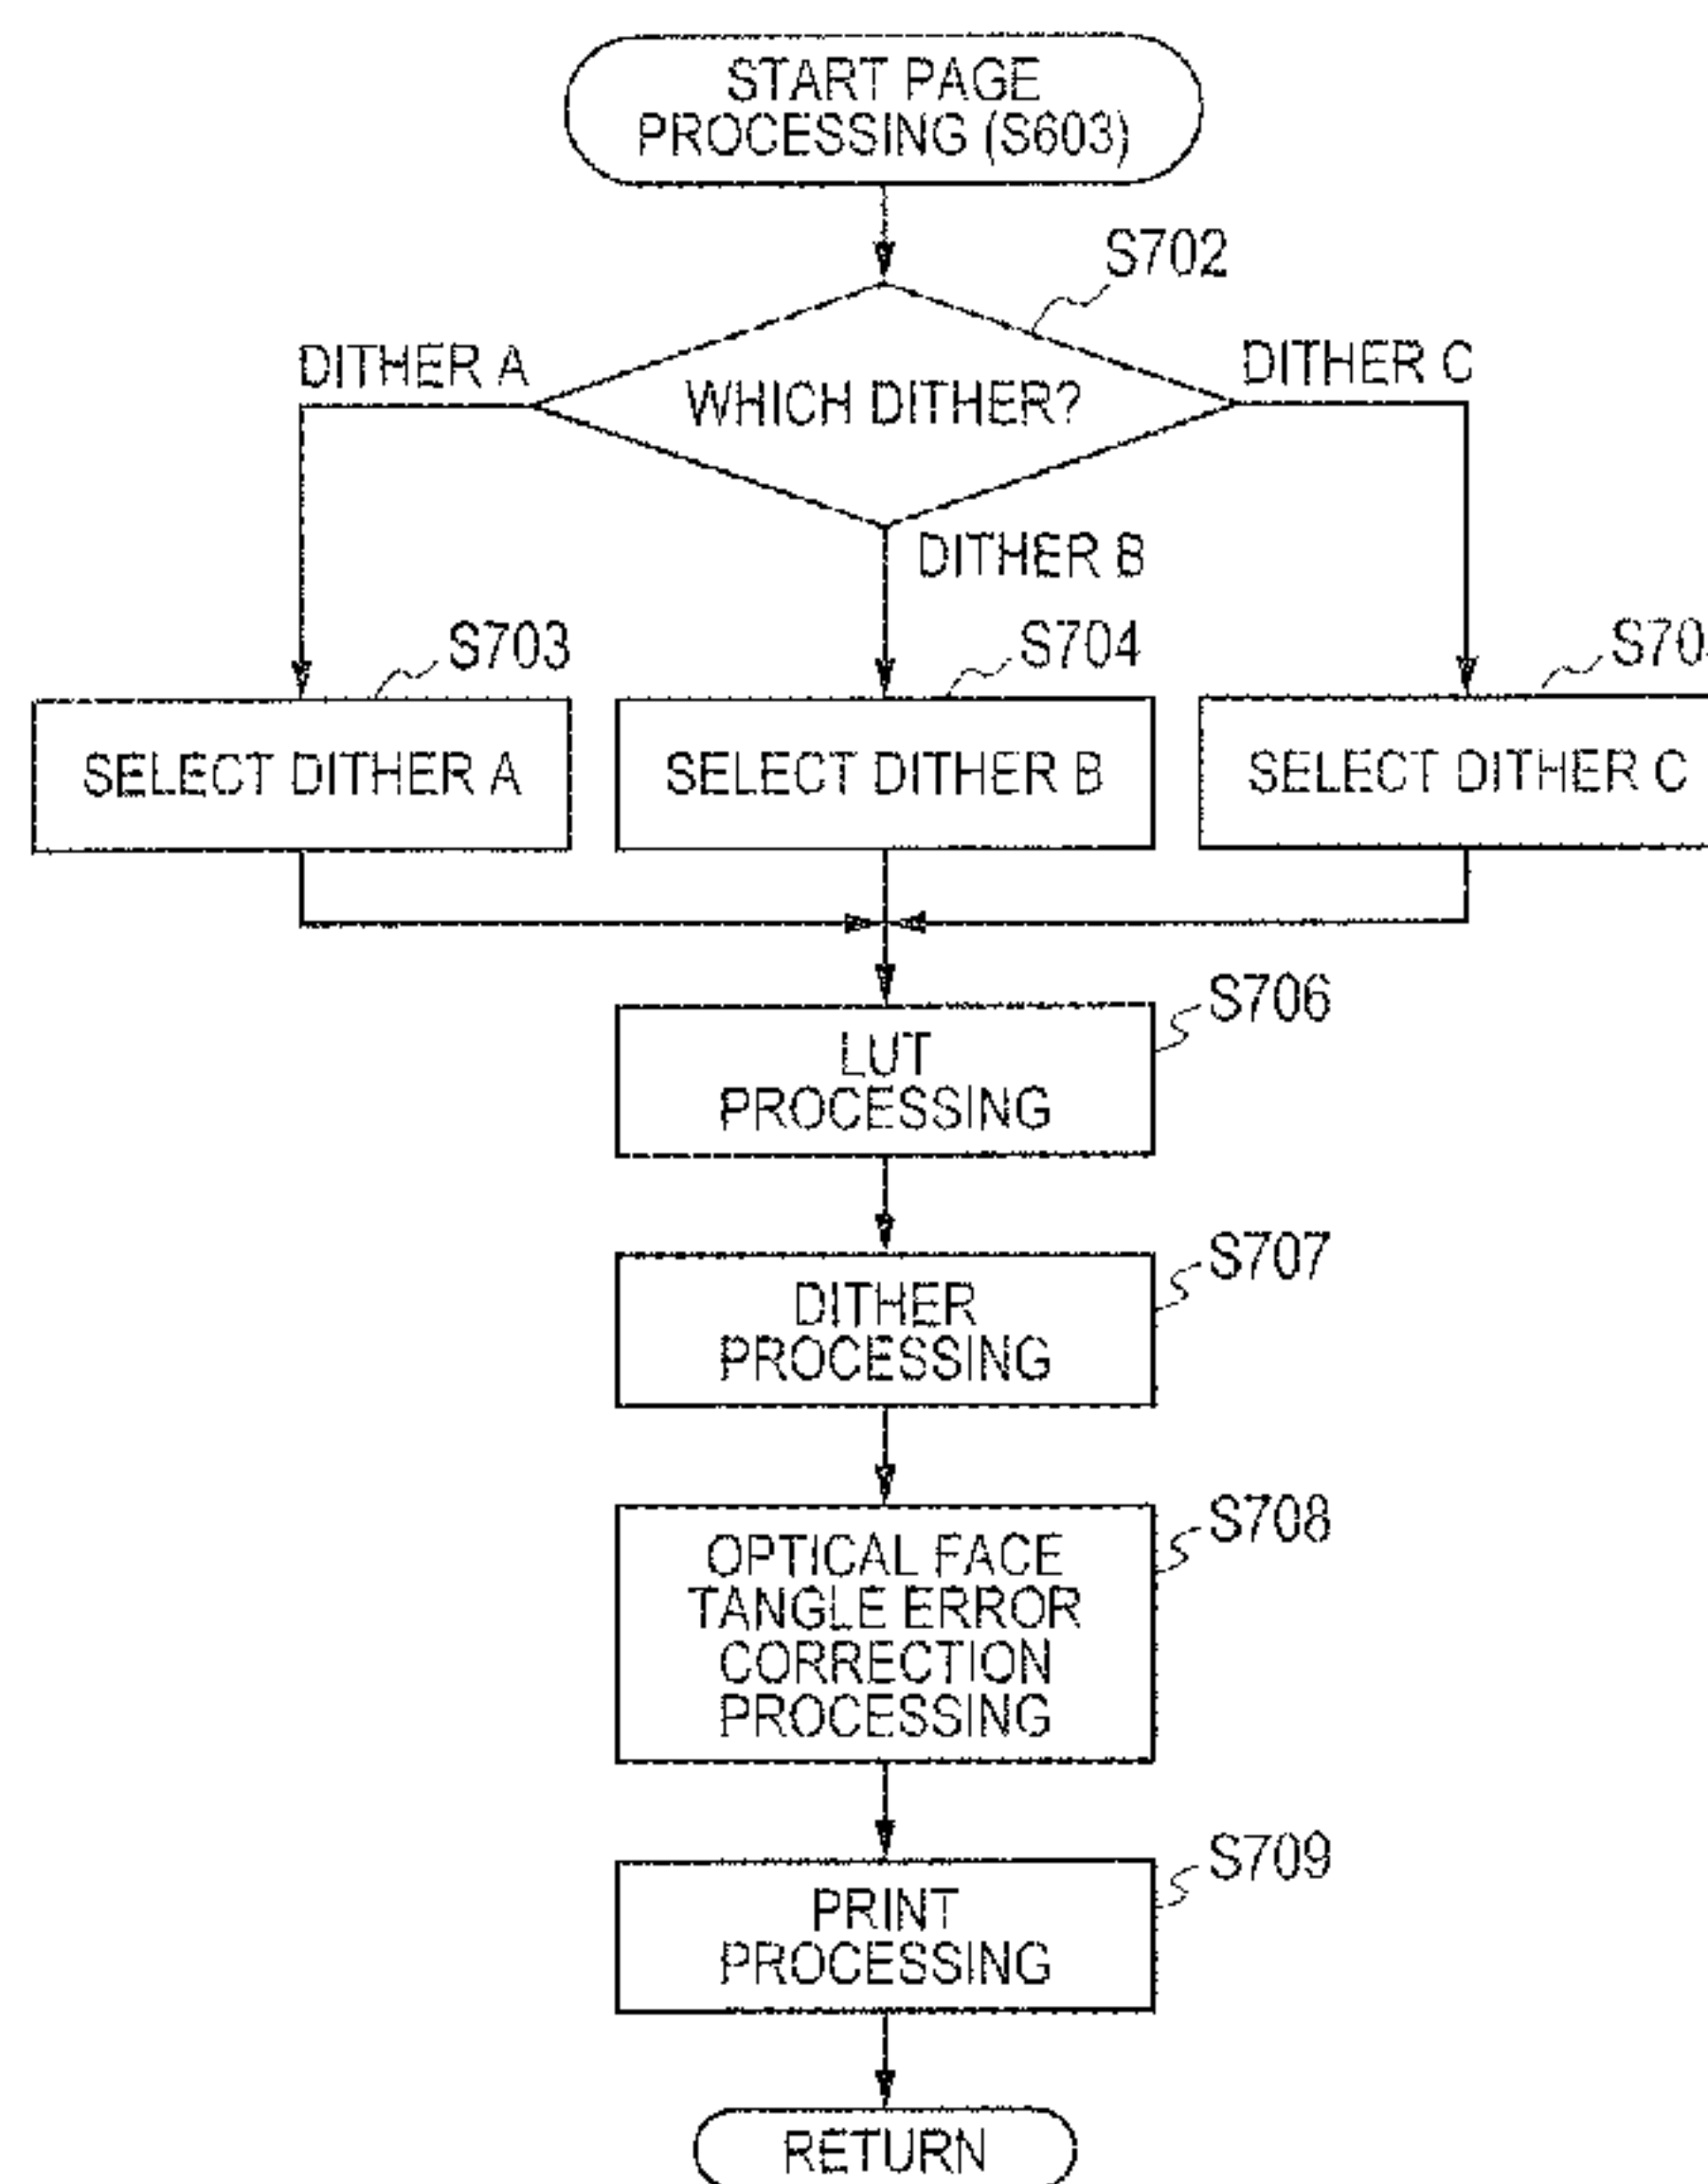 START PAGE
PROCESSING (S603)
S702
DITHER A
WHICH DITHER?
DITHER C
DITHER B
S703
S704
SELECT DITHER A
SELECT DITHER B
SELECT DITHER C
LUT
PROCESSING
S706
DITHER
PROCESSING
S707
OPTICAL FACE
TANGLE ERROR
CORRECTION
PROCESSING
S708
PRINT
PROCESSING
S709
RETURN